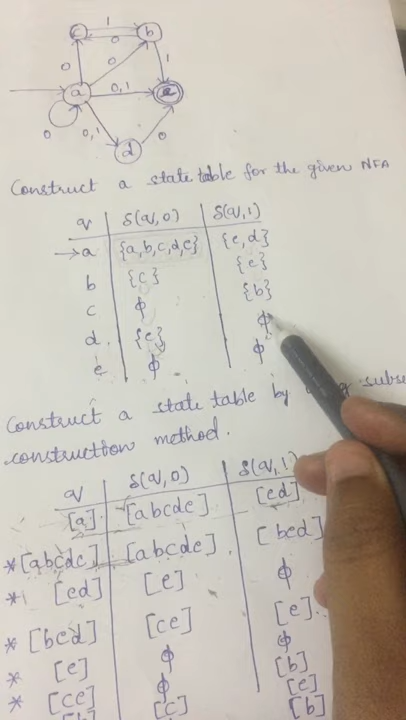 c 1 b
0
0 0 1
a 0,1 e
0 0,1 0
d
Construct a state table for the given NFA
q δ(q,0) δ(q,1)
→a {a,b,c,d,e} {e,d}
b {c} {e}
c ϕ {b}
d. {e} ϕ
e ϕ ϕ
Construct a state table by subse
construction method.
q δ(q,0) δ(q,1)
[a]. [abcde] [ed]
*[abcde] [abcde]. [bed]
* [ed] [e] ϕ
* [bed] [ce] [e].
* [e] ϕ ϕ
* [ce] ϕ [b]
[b] [c] [e]
[b]